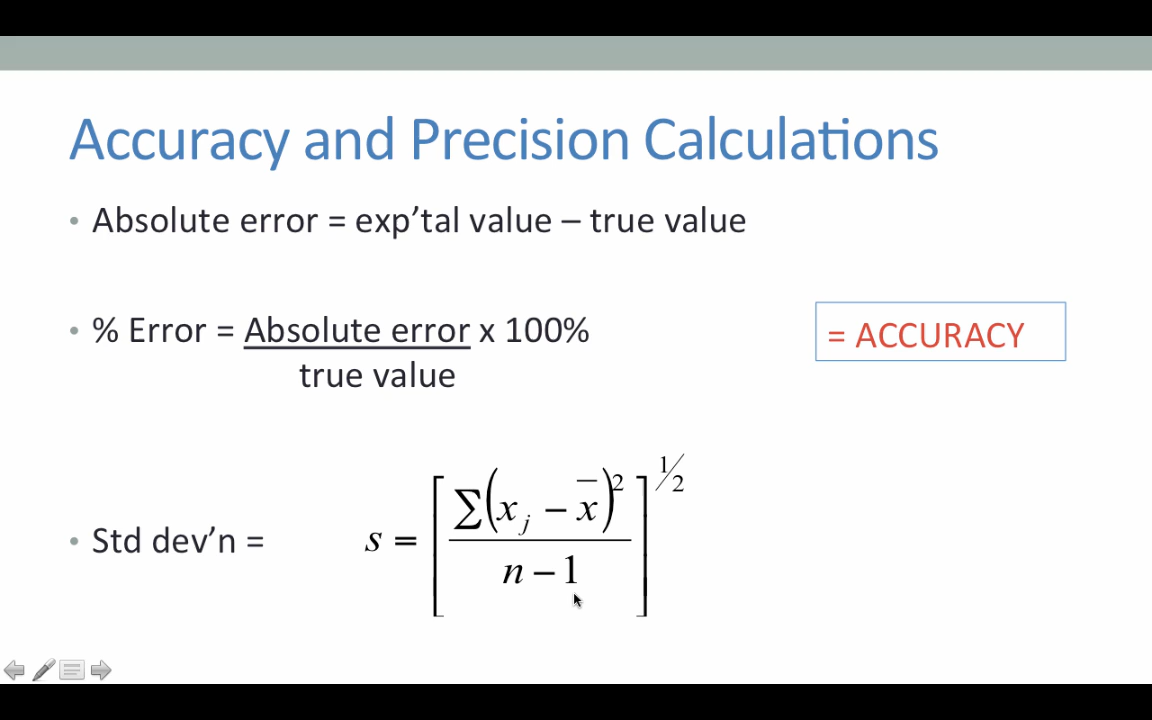 Accuracy and Precision Calculations
• Absolute error = exp'tal value – true value
• % Error = Absolute error x 100%
true value
= ACCURACY
• Std dev'n = s = [ ∑(x_j − x̄)² / (n − 1) ]^½